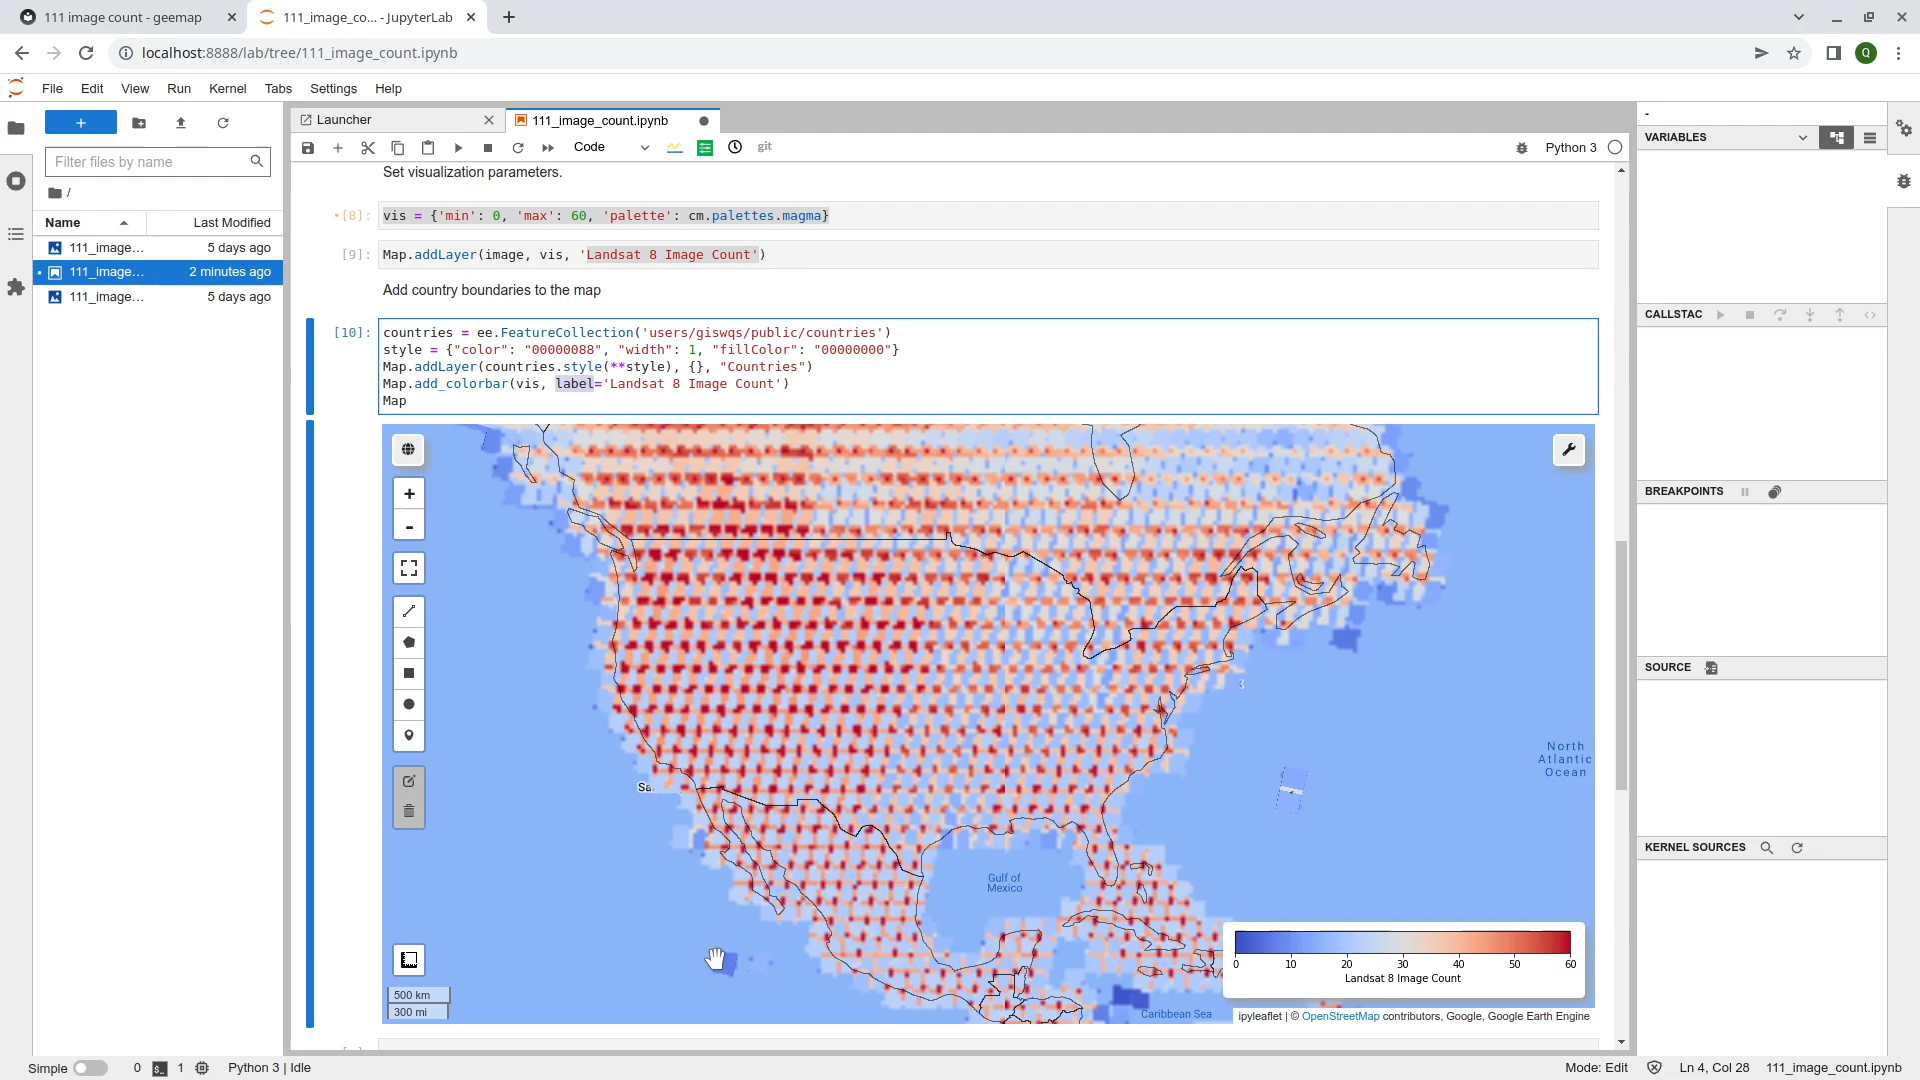 111 image count - geemap
111_image_co... - JupyterLab
localhost:8888/lab/tree/111_image_count.ipynb
Q
File Edit View Run Kernel Tabs Settings Help
Filter files by name
/
Name Last Modified
111_image... 5 days ago
111_image... 2 minutes ago
111_image... 5 days ago
Launcher
111_image_count.ipynb
Code
git
Python 3
Set visualization parameters.
[8]: vis = {'min': 0, 'max': 60, 'palette': cm.palettes.magma}
[9]: Map.addLayer(image, vis, 'Landsat 8 Image Count')
Add country boundaries to the map
[10]: countries = ee.FeatureCollection('users/giswqs/public/countries')
style = {"color": "00000088", "width": 1, "fillColor": "00000000"}
Map.addLayer(countries.style(**style), {}, "Countries")
Map.add_colorbar(vis, label='Landsat 8 Image Count')
Map
+
-
North
Atlantic
Ocean
Gulf of
Mexico
0 10 20 30 40 50 60
Landsat 8 Image Count
500 km
300 mi
Caribbean Sea
ipyleaflet | © OpenStreetMap contributors, Google, Google Earth Engine
-
VARIABLES
CALLSTAC
BREAKPOINTS
SOURCE
KERNEL SOURCES
Simple 0 1 Python 3 | Idle
Mode: Edit Ln 4, Col 28 111_image_count.ipynb